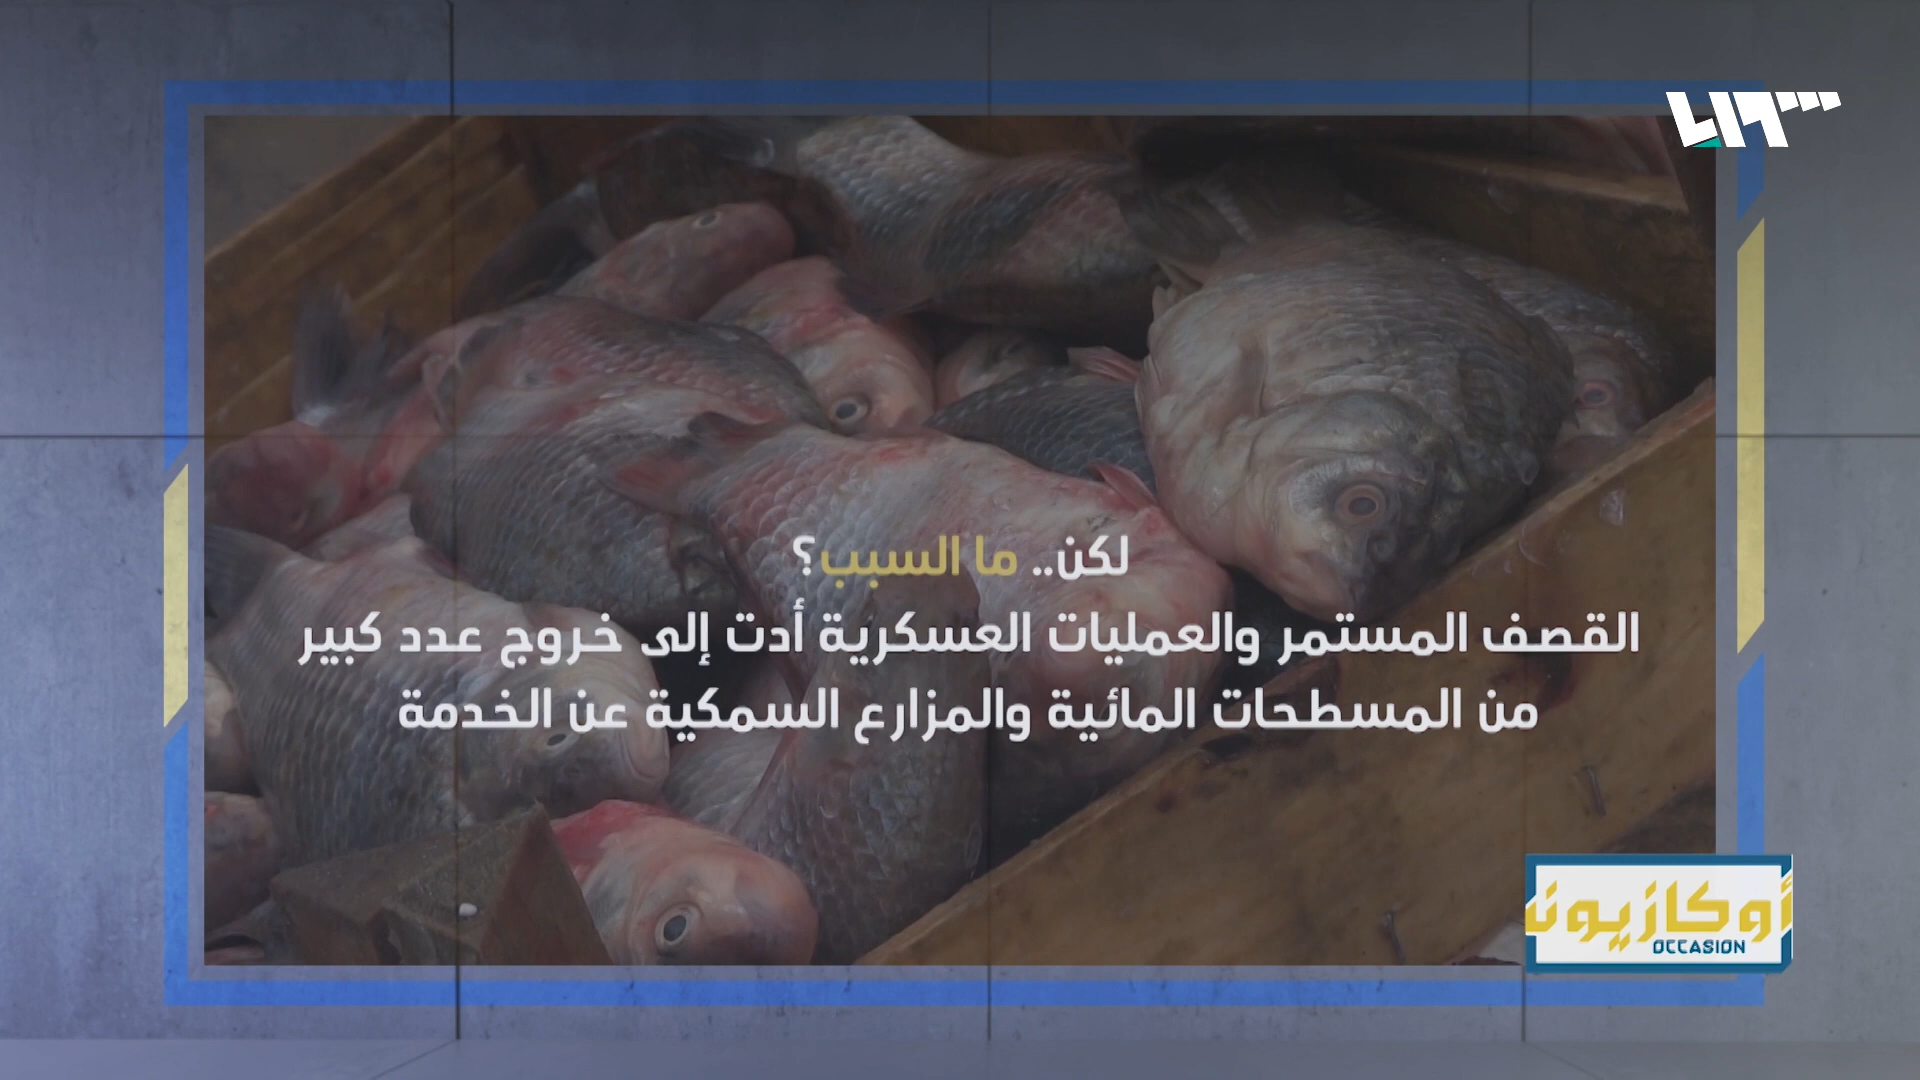 سوريا
لكن.. ما السبب؟
القصف المستمر والعمليات العسكرية أدت إلى خروج عدد كبير
من المسطحات المائية والمزارع السمكية عن الخدمة
أوكازيون
OCCASION